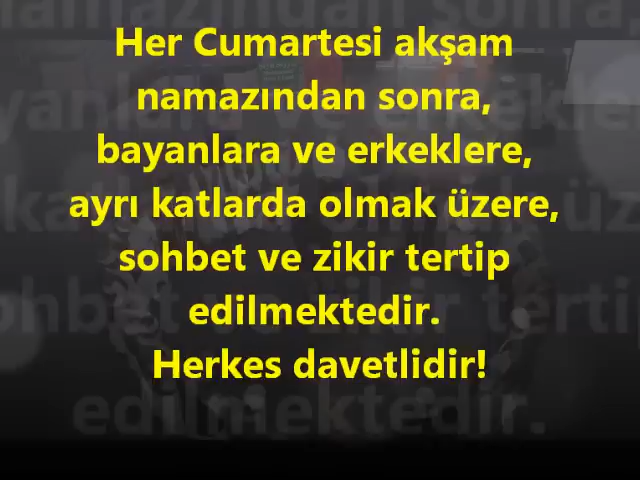 Her Cumartesi akşam
namazından sonra,
bayanlara ve erkeklere,
ayrı katlarda olmak üzere,
sohbet ve zikir tertip
edilmektedir.
Herkes davetlidir!